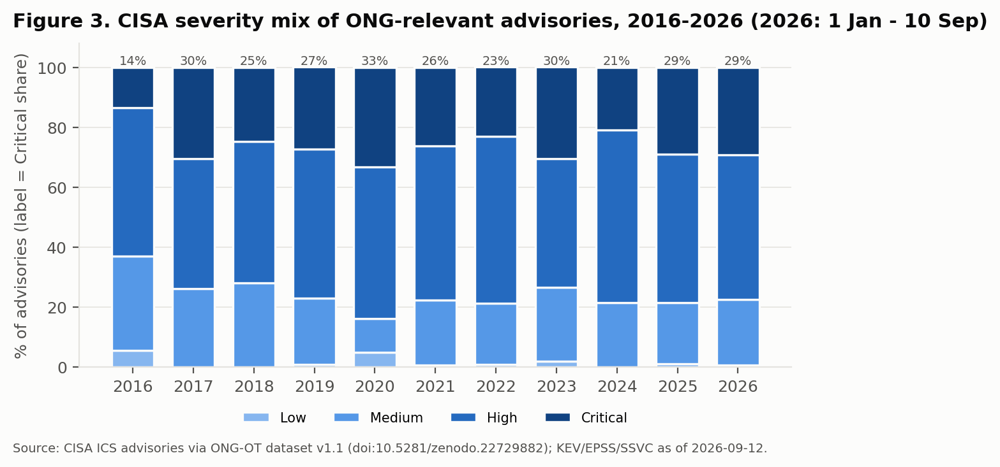 Figure 3. CISA severity mix of ONG-relevant advisories, 2016-2026 (2026: 1 Jan - 10 Sep)
% of advisories (label = Critical share)
14% 30% 25% 27% 33% 26% 23% 30% 21% 29% 29%
100
80
60
40
20
0
2016 2017 2018 2019 2020 2021 2022 2023 2024 2025 2026
Low Medium High Critical
Source: CISA ICS advisories via ONG-OT dataset v1.1 (doi:10.5281/zenodo.22729882); KEV/EPSS/SSVC as of 2026-09-12.